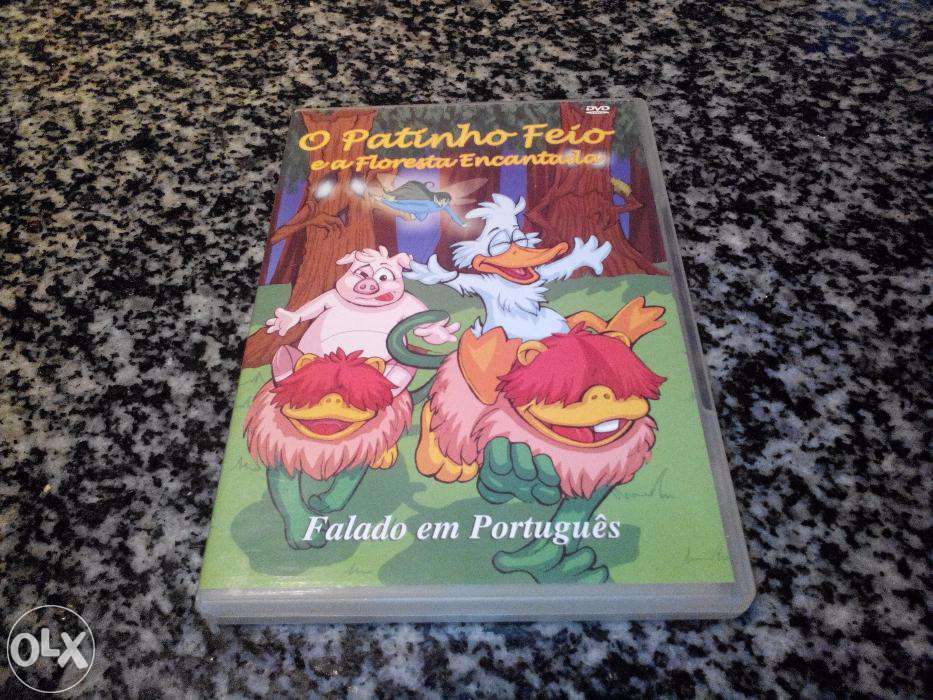 DVD
O Patinho Feio
e a Floresta Encantada
Falado em Português
OLX